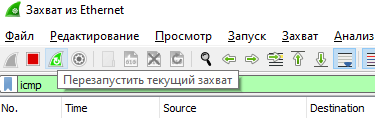 Захват из Ethernet
Файл Редактирование Просмотр Запуск Захват Анализ
icmp
Перезапустить текущий захват
No. Time Source Destination